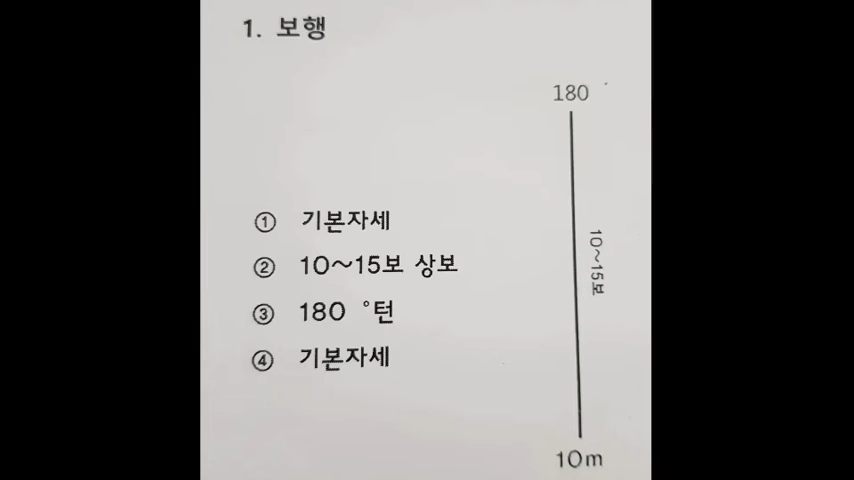 1. 보행
180
① 기본자세
② 10~15보 상보
③ 180 °턴
④ 기본자세
10~15보
10m